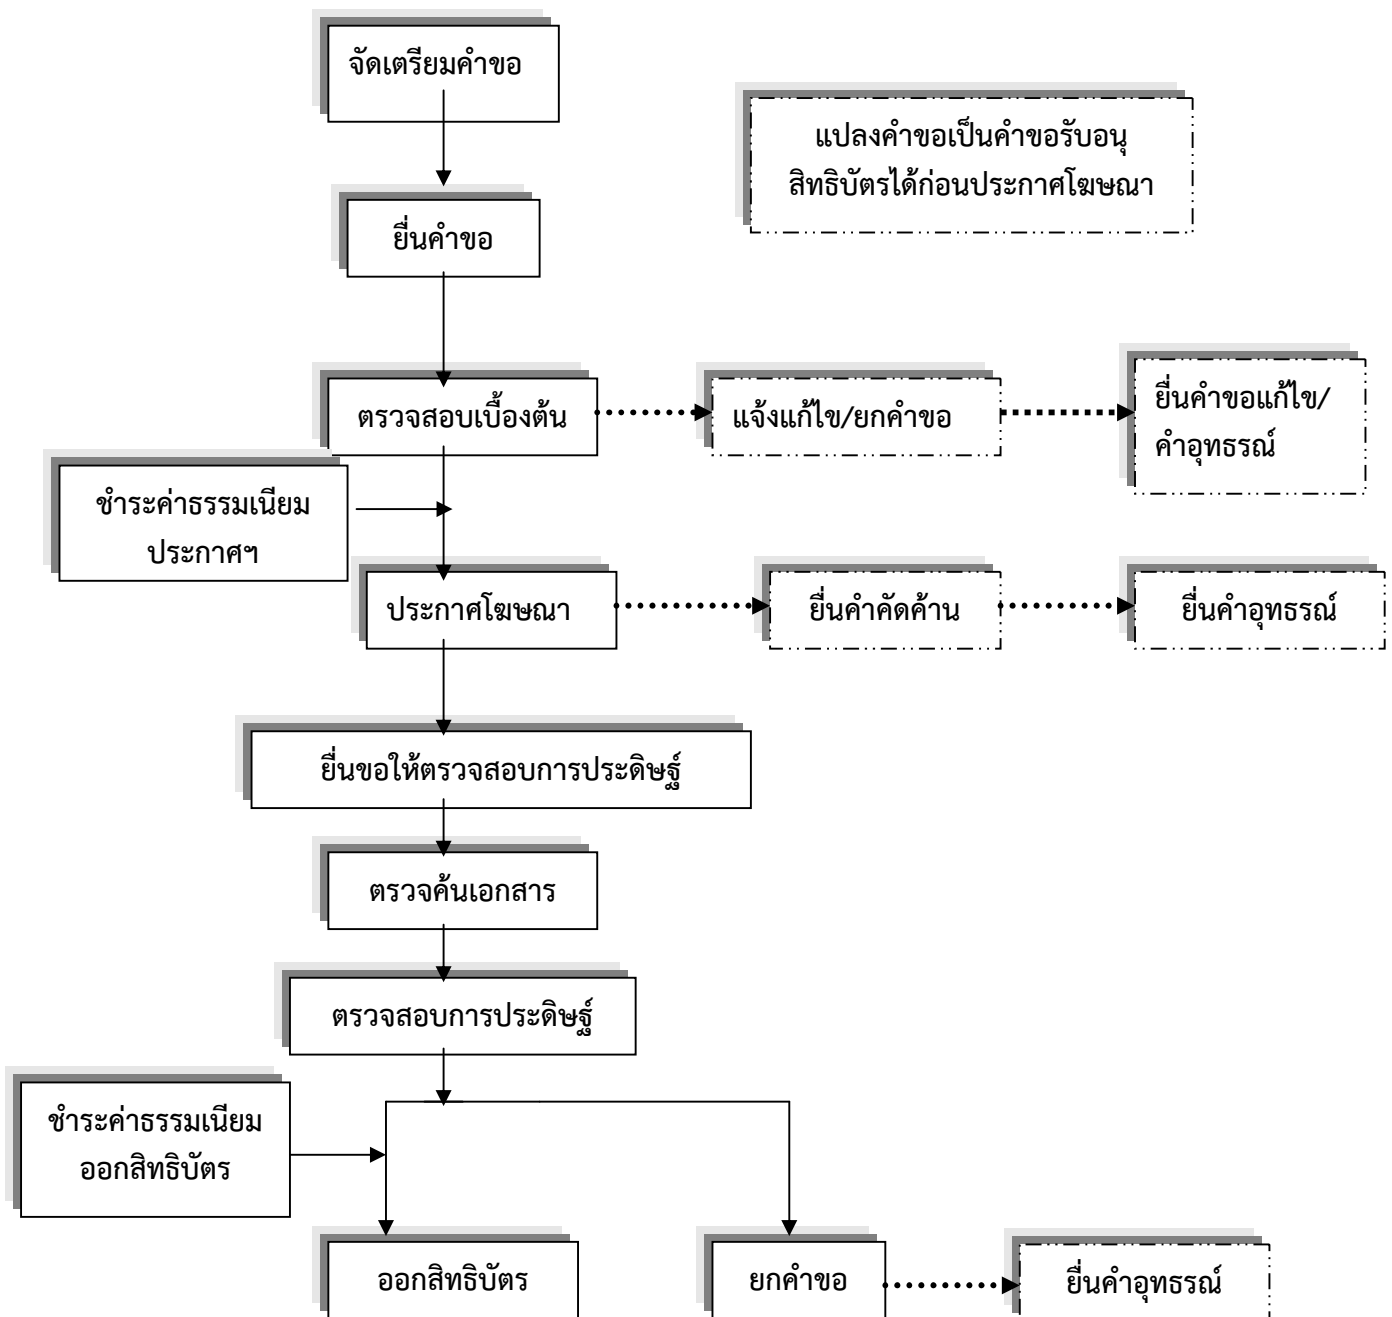 จัดเตรียมคำขอ
แปลงคำขอเป็นคำขอรับอนุ
สิทธิบัตรได้ก่อนประกาศโฆษณา
ยื่นคำขอ
ตรวจสอบเบื้องต้น
แจ้งแก้ไข/ยกคำขอ
ยื่นคำขอแก้ไข/
คำอุทธรณ์
ชำระค่าธรรมเนียม
ประกาศฯ
ประกาศโฆษณา
ยื่นคำคัดค้าน
ยื่นคำอุทธรณ์
ยื่นขอให้ตรวจสอบการประดิษฐ์
ตรวจค้นเอกสาร
ตรวจสอบการประดิษฐ์
ชำระค่าธรรมเนียม
ออกสิทธิบัตร
ออกสิทธิบัตร
ยกคำขอ
ยื่นคำอุทธรณ์